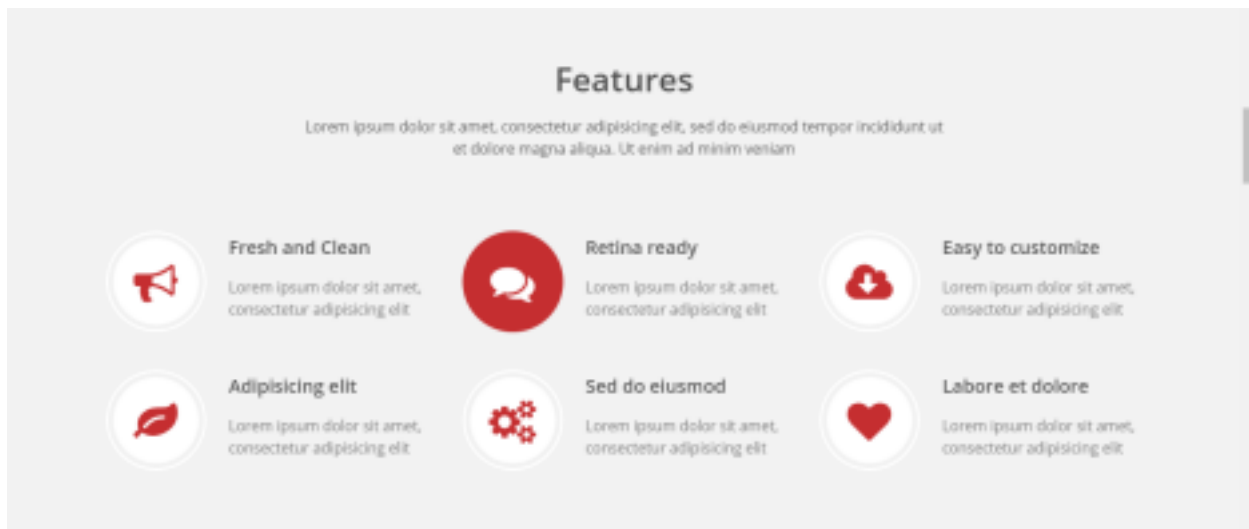 Features
Lorem ipsum dolor sit amet, consectetur adipisicing elit, sed do eiusmod tempor incididunt ut
et dolore magna aliqua. Ut enim ad minim veniam
Fresh and Clean
Lorem ipsum dolor sit amet,
consectetur adipisicing elit
Retina ready
Lorem ipsum dolor sit amet,
consectetur adipisicing elit
Easy to customize
Lorem ipsum dolor sit amet,
consectetur adipisicing elit
Adipisicing elit
Lorem ipsum dolor sit amet,
consectetur adipisicing elit
Sed do eiusmod
Lorem ipsum dolor sit amet,
consectetur adipisicing elit
Labore et dolore
Lorem ipsum dolor sit amet,
consectetur adipisicing elit